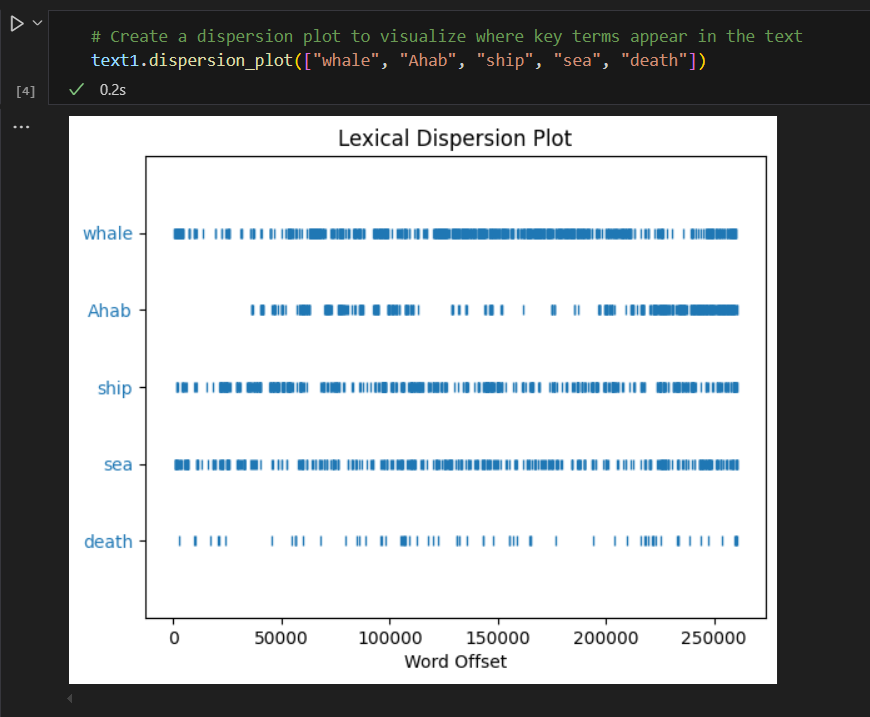 # Create a dispersion plot to visualize where key terms appear in the text
text1.dispersion_plot(["whale", "Ahab", "ship", "sea", "death"])
[4]
0.2s
...
Lexical Dispersion Plot
whale
Ahab
ship
sea
death
0 50000 100000 150000 200000 250000
Word Offset